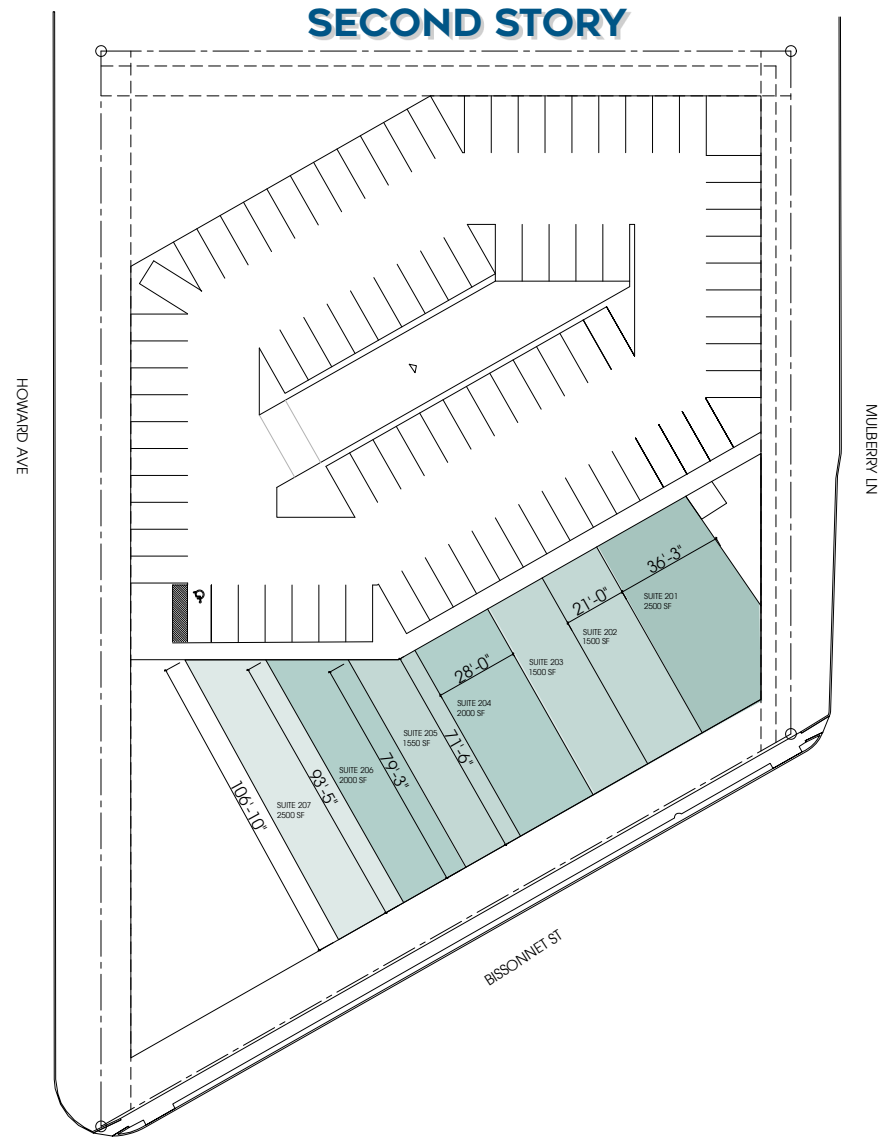 SECOND STORY
HOWARD AVE
MULBERRY LN
36'-3"
SUITE 201
2500 SF
21'-0"
SUITE 202
1500 SF
SUITE 203
1500 SF
28'-0"
SUITE 204
2000 SF
SUITE 205
1550 SF
71'-6"
79'-3"
SUITE 206
2000 SF
93'-5"
SUITE 207
2500 SF
106'-10"
BISSONNET ST